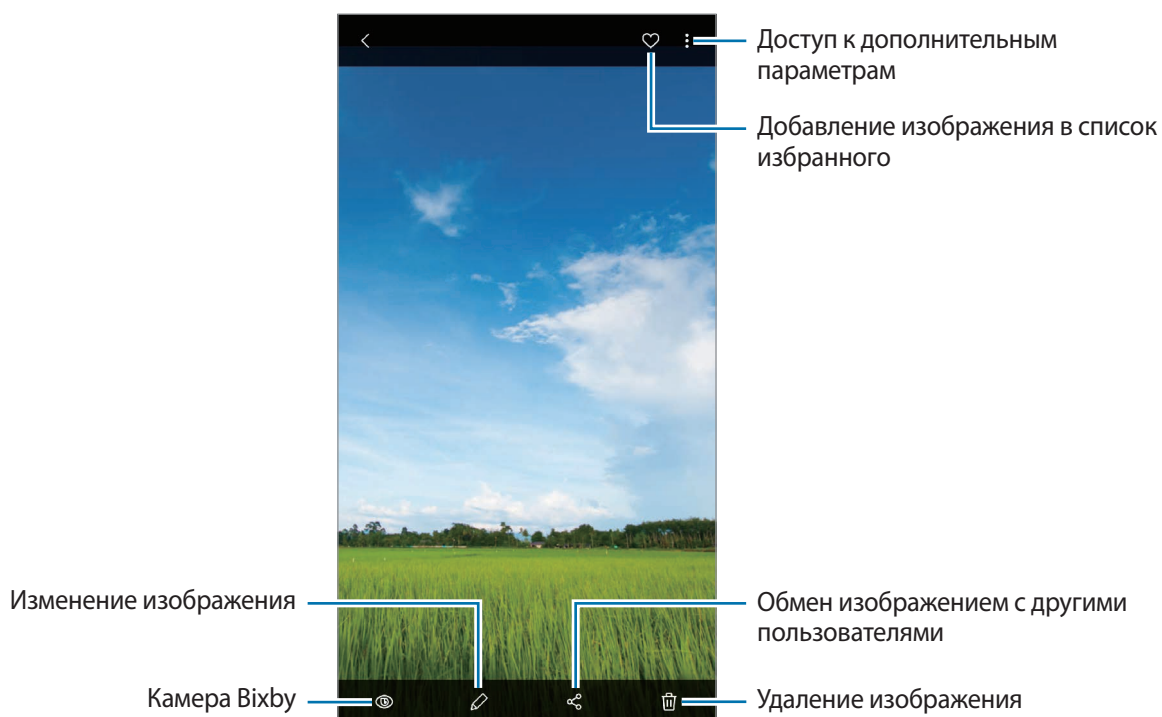 Доступ к дополнительным
параметрам
Добавление изображения в список
избранного
Изменение изображения
Обмен изображением с другими
пользователями
Камера Bixby
Удаление изображения